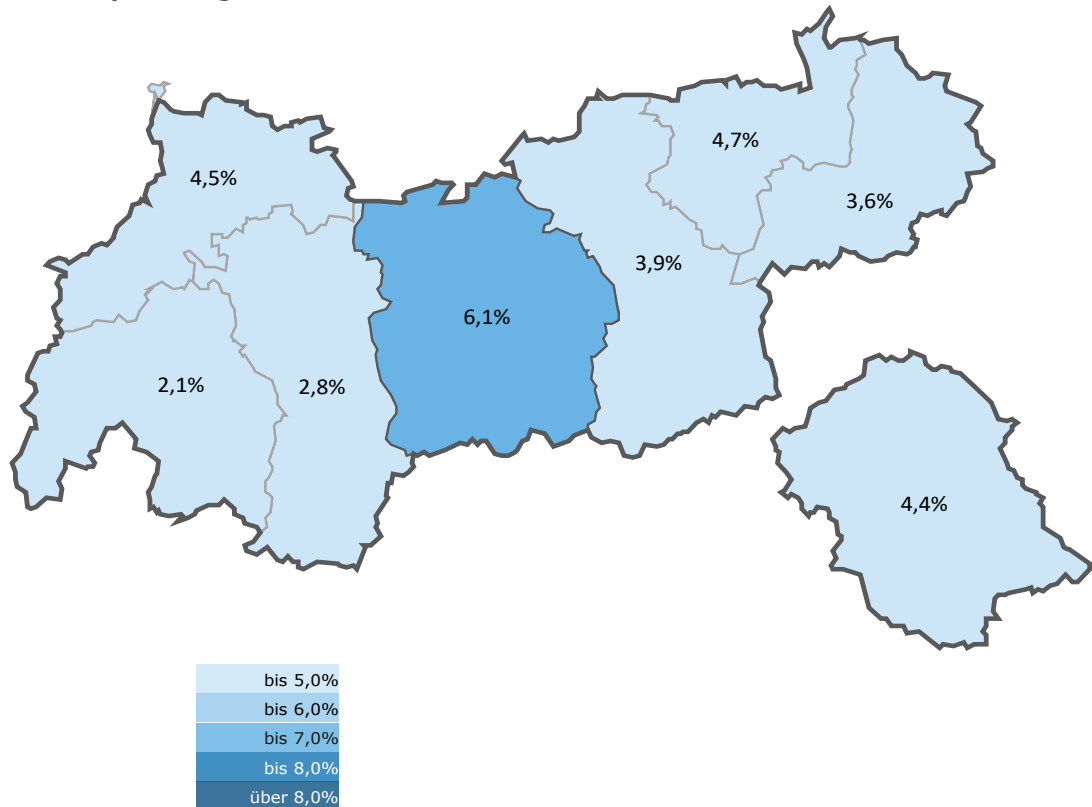 4,7%
4,5%
3,6%
3,9%
6,1%
2,1%
2,8%
4,4%
bis 5,0%
bis 6,0%
bis 7,0%
bis 8,0%
über 8,0%